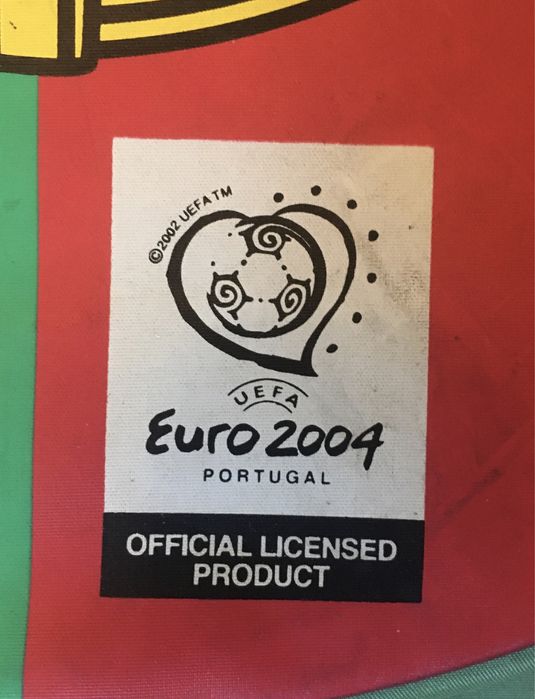 ©2002 UEFA TM
UEFA
Euro 2004
PORTUGAL
OFFICIAL LICENSED
PRODUCT